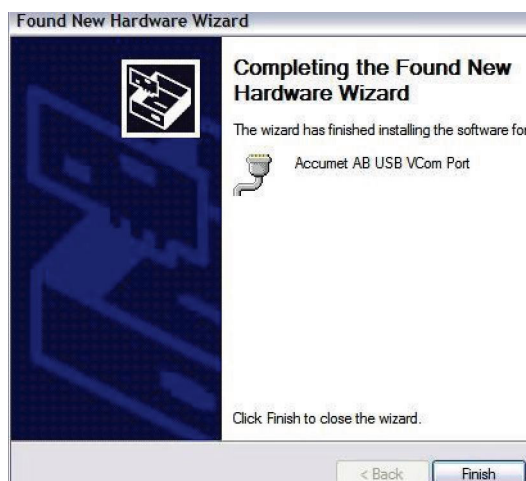 Found New Hardware Wizard
Completing the Found New
Hardware Wizard
The wizard has finished installing the software for
Accumet AB USB VCom Port
Click Finish to close the wizard.
< Back
Finish